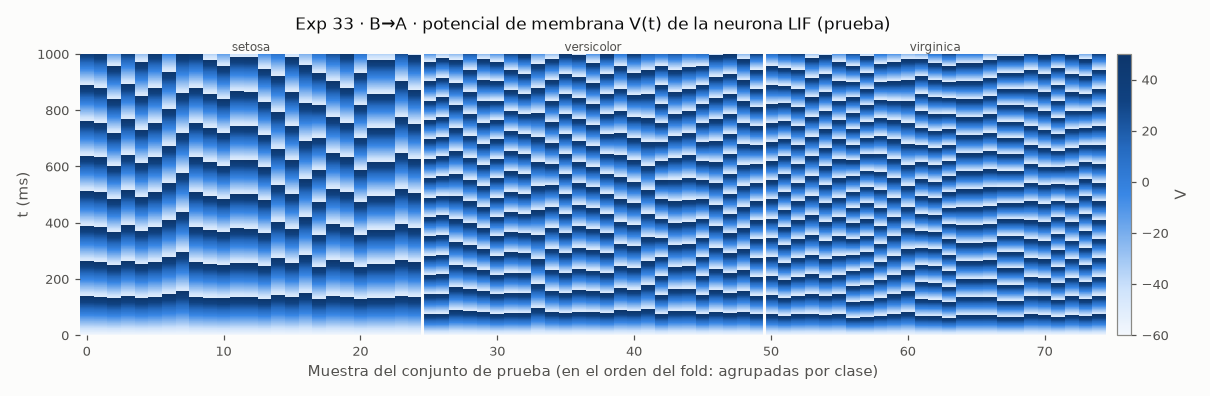 Exp 33 · B→A · potencial de membrana V(t) de la neurona LIF (prueba)
setosa versicolor virginica
1000
800
600
400
200
0
t (ms)
0 10 20 30 40 50 60 70
Muestra del conjunto de prueba (en el orden del fold: agrupadas por clase)
40
20
0
−20
−40
−60
V